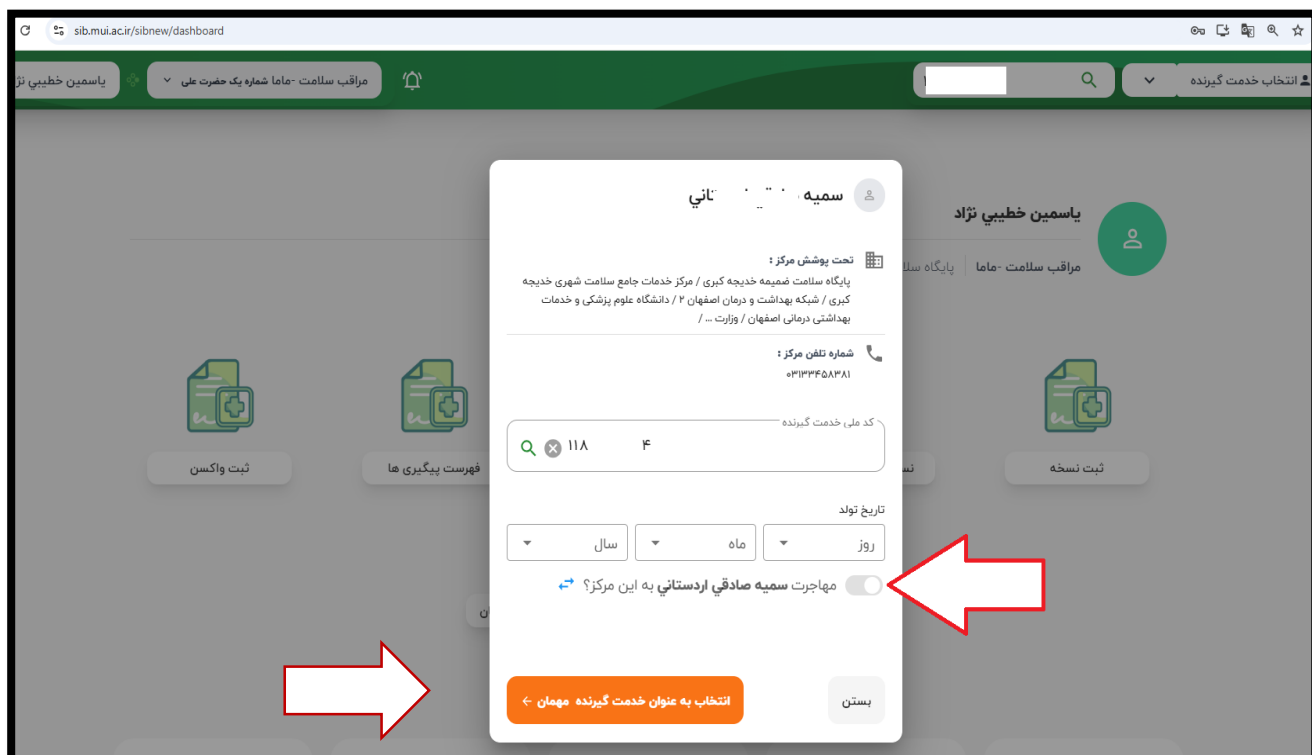 sib.mui.ac.ir/sibnew/dashboard
انتخاب خدمت گیرنده
مراقب سلامت -ماما شماره یک حضرت علی
یاسمین خطیبي
یاسمین خطیبي نژاد
مراقب سلامت -ماما
پایگاه
سمیه
تحت پوشش مرکز :
پایگاه سلامت ضمیمه خدیجه کبری / مرکز خدمات جامع سلامت شهری خدیجه
کبری / شبکه بهداشت و درمان اصفهان ۲ / دانشگاه علوم پزشکی و خدمات
بهداشتی درمانی اصفهان / وزارت ... /
شماره تلفن مرکز :
۰۳۱۳۳۴۵۸۳۸۱
کد ملی خدمت گیرنده
۱۱۸ ۴
تاریخ تولد
روز
ماه
سال
مهاجرت سمیه صادقي اردستاني به این مرکز؟
بستن
انتخاب به عنوان خدمت گیرنده مهمان
ثبت نسخه
فهرست پیگیری ها
ثبت واکسن